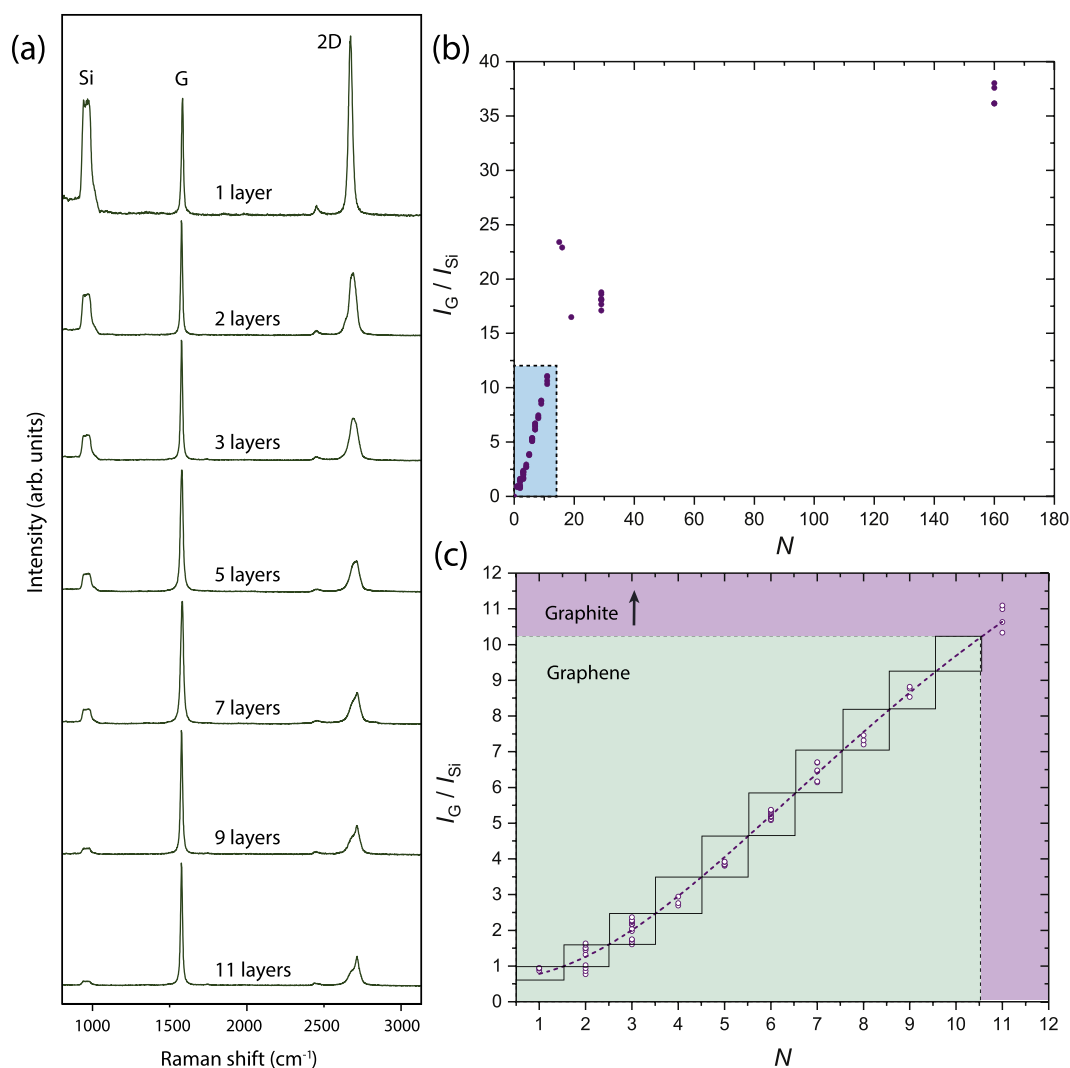 (a)
Si
G
2D
1 layer
2 layers
3 layers
5 layers
7 layers
9 layers
11 layers
Intensity (arb. units)
1000 1500 2000 2500 3000
Raman shift (cm⁻¹)
(b)
40
35
30
25
20
15
10
5
0
I_G / I_Si
0 20 40 60 80 100 120 140 160 180
N
(c)
12
11
10
9
8
7
6
5
4
3
2
1
0
Graphite
Graphene
I_G / I_Si
1 2 3 4 5 6 7 8 9 10 11 12
N